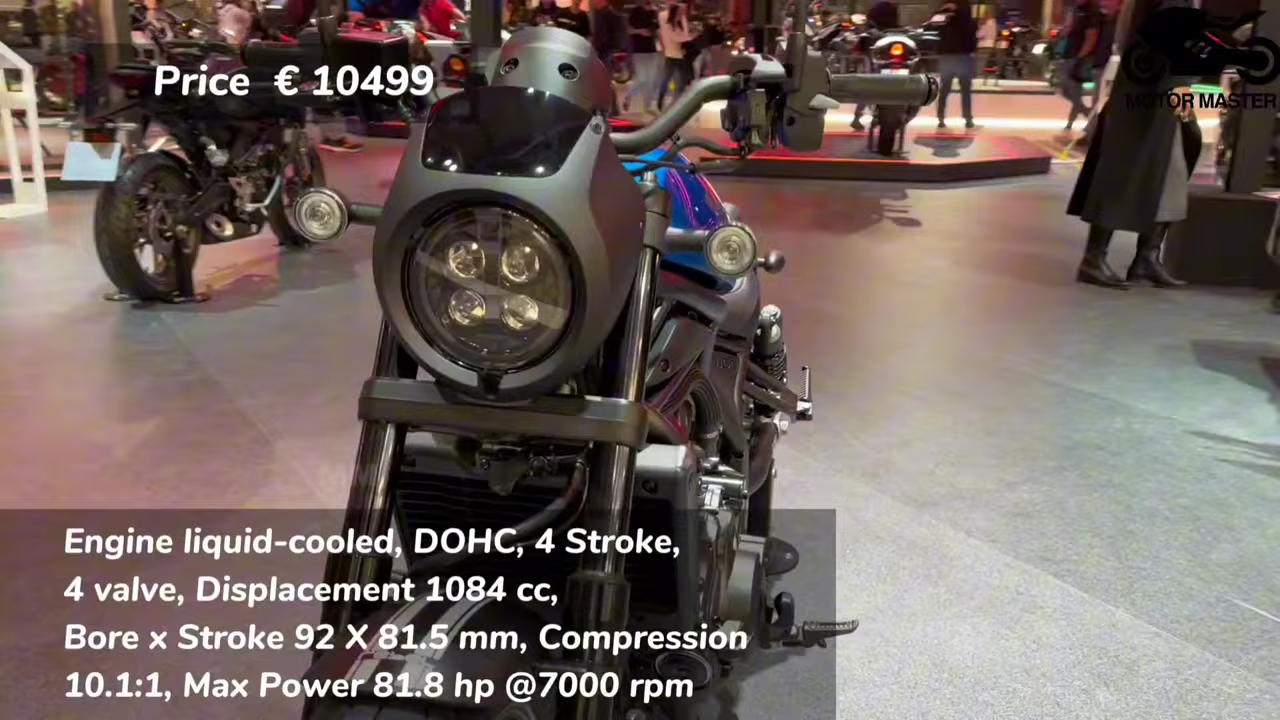 Price € 10499
MOTOR MASTER
Engine liquid-cooled, DOHC, 4 Stroke,
4 valve, Displacement 1084 cc,
Bore x Stroke 92 X 81.5 mm, Compression
10.1:1, Max Power 81.8 hp @7000 rpm